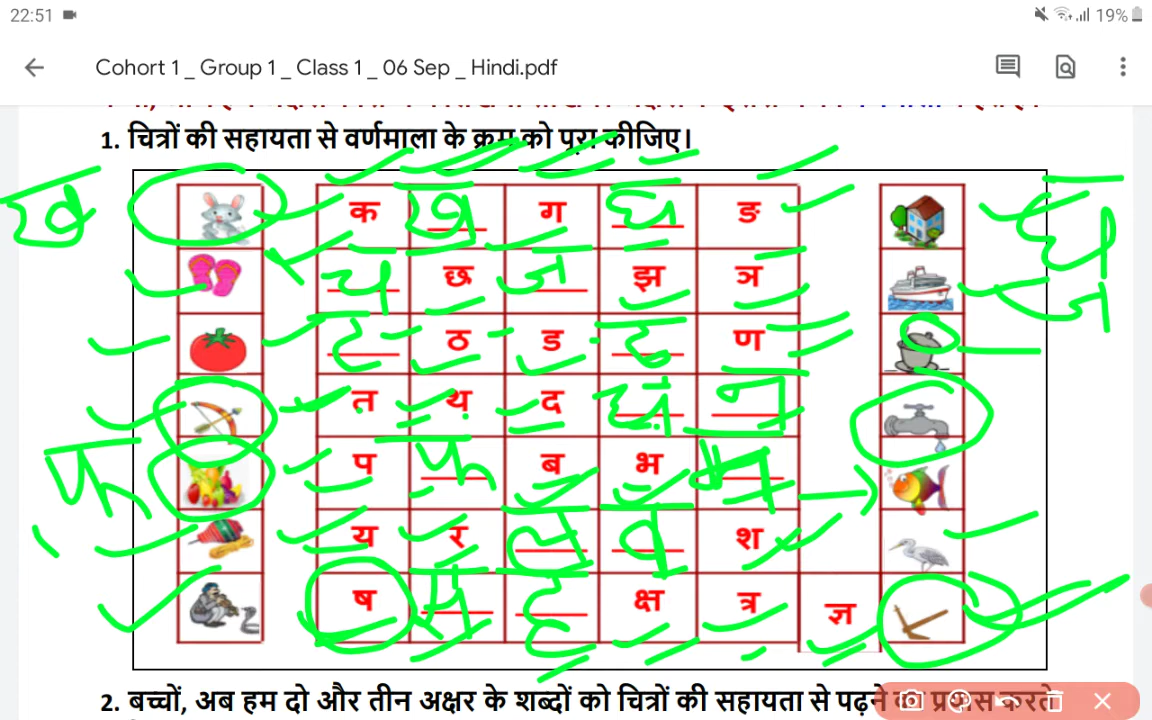 22:51 19%
Cohort 1 _ Group 1 _ Class 1 _ 06 Sep _ Hindi.pdf
1. चित्रों की सहायता से वर्णमाला के क्रम को पूरा कीजिए।
ख क ख ग घ ङ घ
च छ ज झ ञ ज
ट ठ ड ढ ण
त थ द ध न
फ प फ ब भ म
य र ल व श
ष स ह क्ष त्र ज्ञ
2. बच्चों, अब हम दो और तीन अक्षर के शब्दों को चित्रों की सहायता से पढ़ने का प्रयास करते